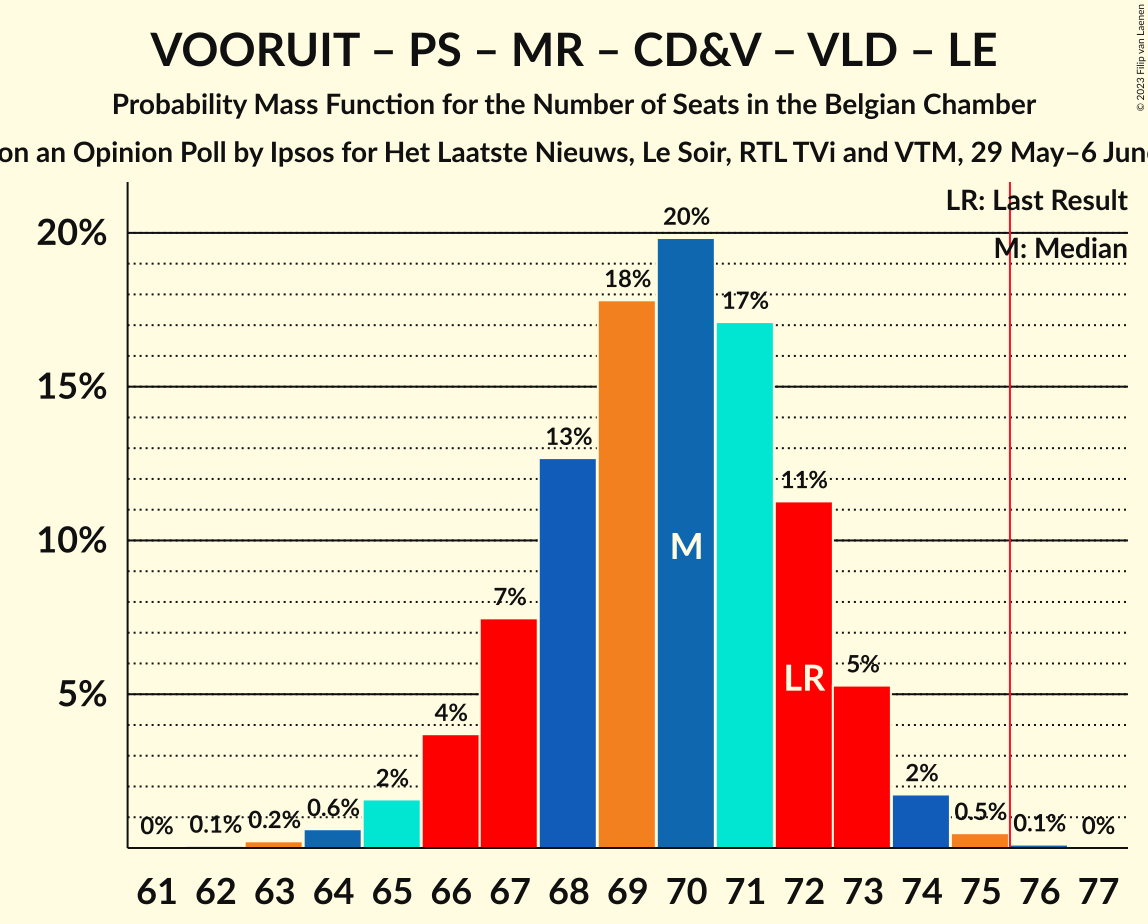 VOORUIT – PS – MR – CD&V – VLD – LE
Probability Mass Function for the Number of Seats in the Belgian Chamber
on an Opinion Poll by Ipsos for Het Laatste Nieuws, Le Soir, RTL TVi and VTM, 29 May–6 June
© 2023 Filip van Laenen
LR: Last Result
M: Median
20%
15%
10%
5%
0%
0.1%
0.2%
0.6%
2%
4%
7%
13%
18%
20%
17%
11%
5%
2%
0.5%
0.1%
0%
M
LR
61 62 63 64 65 66 67 68 69 70 71 72 73 74 75 76 77